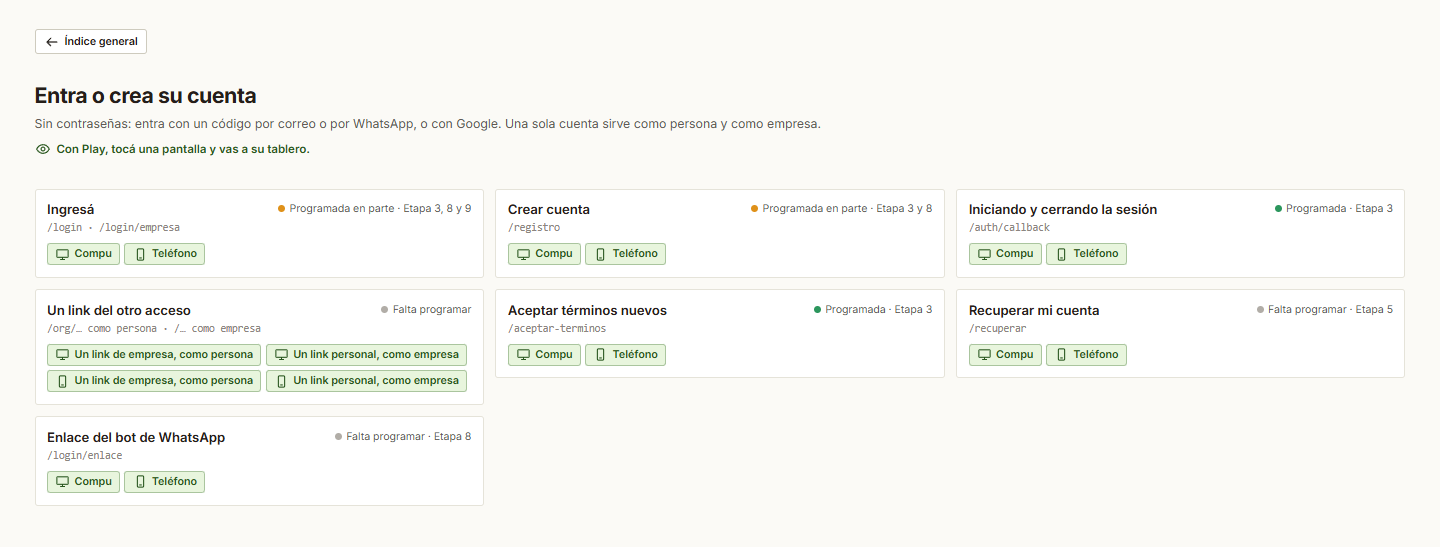 ← Índice general
Entra o crea su cuenta
Sin contraseñas: entra con un código por correo o por WhatsApp, o con Google. Una sola cuenta sirve como persona y como empresa.
Con Play, tocá una pantalla y vas a su tablero.
Ingresá
Programada en parte · Etapa 3, 8 y 9
/login · /login/empresa
Compu
Teléfono
Crear cuenta
Programada en parte · Etapa 3 y 8
/registro
Compu
Teléfono
Iniciando y cerrando la sesión
Programada · Etapa 3
/auth/callback
Compu
Teléfono
Un link del otro acceso
Falta programar
/org/… como persona · /… como empresa
Un link de empresa, como persona
Un link personal, como empresa
Un link de empresa, como persona
Un link personal, como empresa
Aceptar términos nuevos
Programada · Etapa 3
/aceptar-terminos
Compu
Teléfono
Recuperar mi cuenta
Falta programar · Etapa 5
/recuperar
Compu
Teléfono
Enlace del bot de WhatsApp
Falta programar · Etapa 8
/login/enlace
Compu
Teléfono